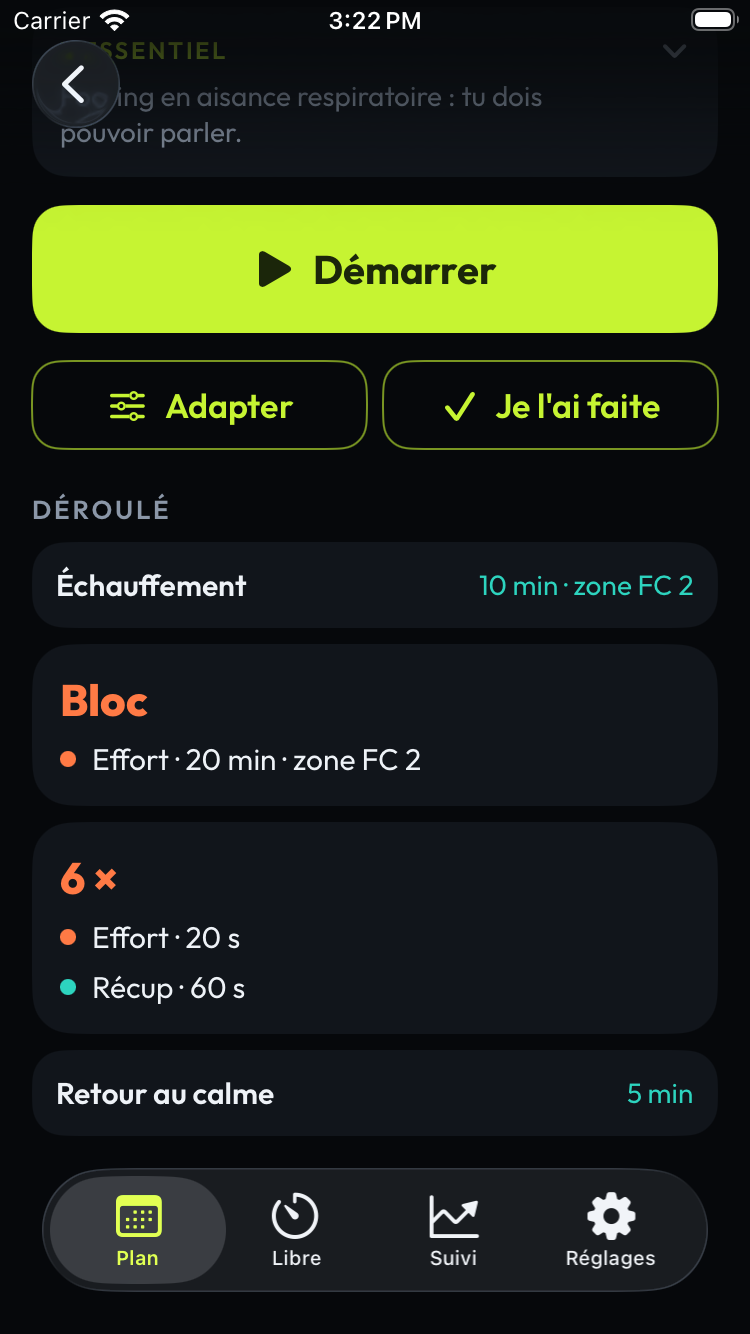 Carrier 3:22 PM
ESSENTIEL
en aisance respiratoire : tu dois
pouvoir parler.
Démarrer
Adapter
Je l'ai faite
DÉROULÉ
Échauffement 10 min · zone FC 2
Bloc
Effort · 20 min · zone FC 2
6 ×
Effort · 20 s
Récup · 60 s
Retour au calme 5 min
Plan Libre Suivi Réglages